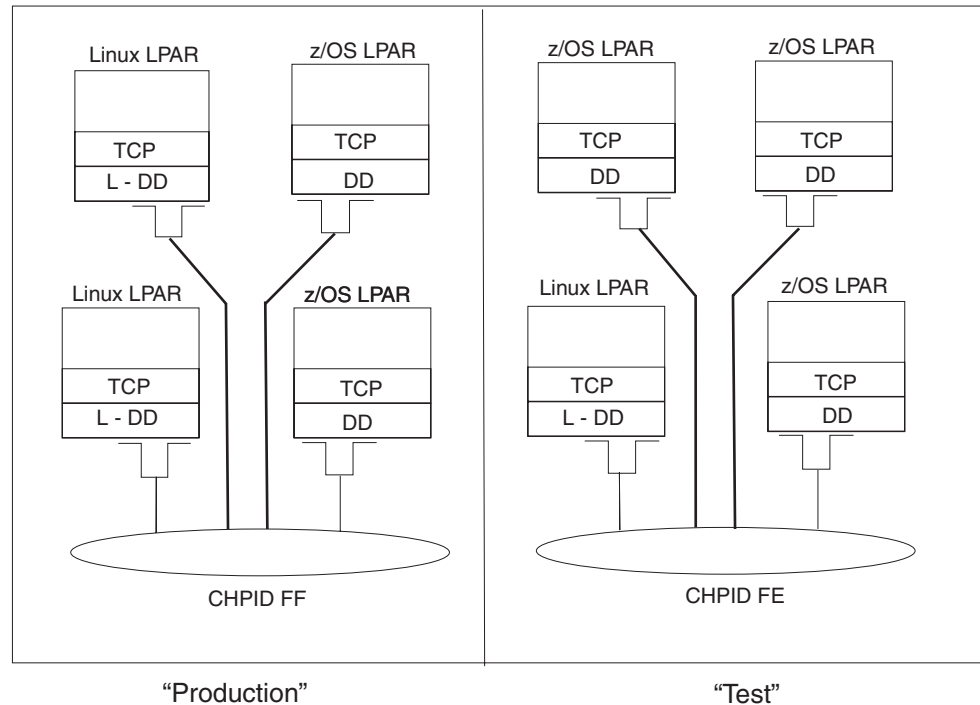 Linux LPAR
TCP
L - DD
z/OS LPAR
TCP
DD
Linux LPAR
TCP
L - DD
z/OS LPAR
TCP
DD
CHPID FF
"Production"
z/OS LPAR
TCP
DD
z/OS LPAR
TCP
DD
Linux LPAR
TCP
L - DD
z/OS LPAR
TCP
DD
CHPID FE
"Test"